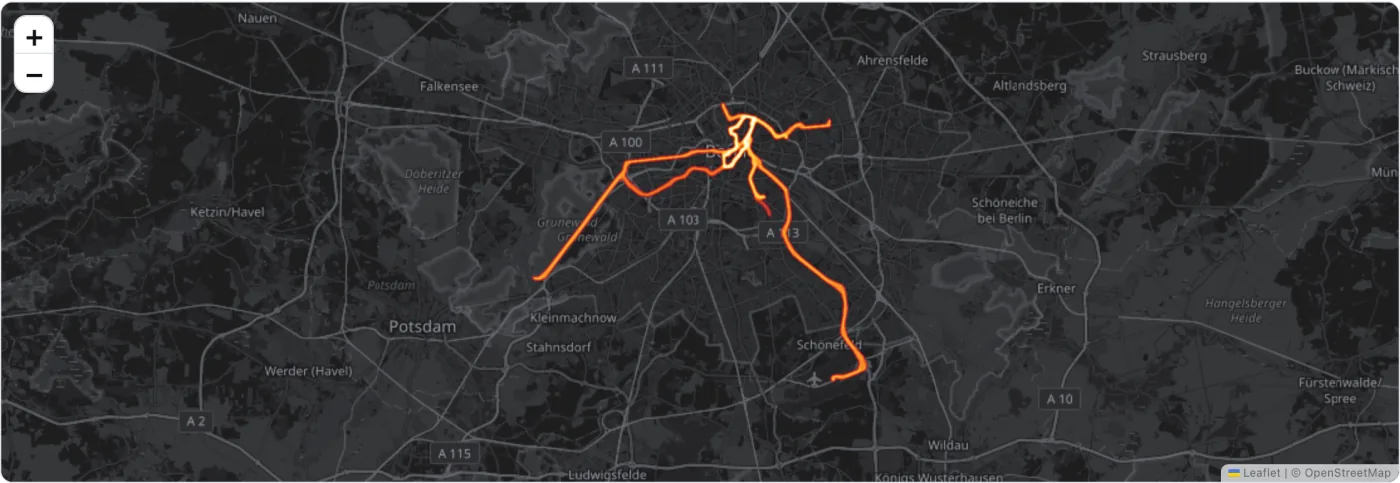 Nauen
+
−
A 111
Ahrensfelde
Strausberg
Buckow (Märkisch
Schweiz)
Falkensee
Altlandsberg
A 100
B
Döberitzer
Heide
Mün
Ketzin/Havel
Grunewald
Grunewald
A 103
A 113
Schöneiche
bei Berlin
Potsdam
Erkner
Hangelsberger
Heide
Potsdam
Kleinmachnow
Stahnsdorf
Schönefeld
Werder (Havel)
Fürstenwalde/
Spree
A 2
A 10
A 115
Wildau
Ludwigsfelde
Königs Wusterhausen
Leaflet | © OpenStreetMap